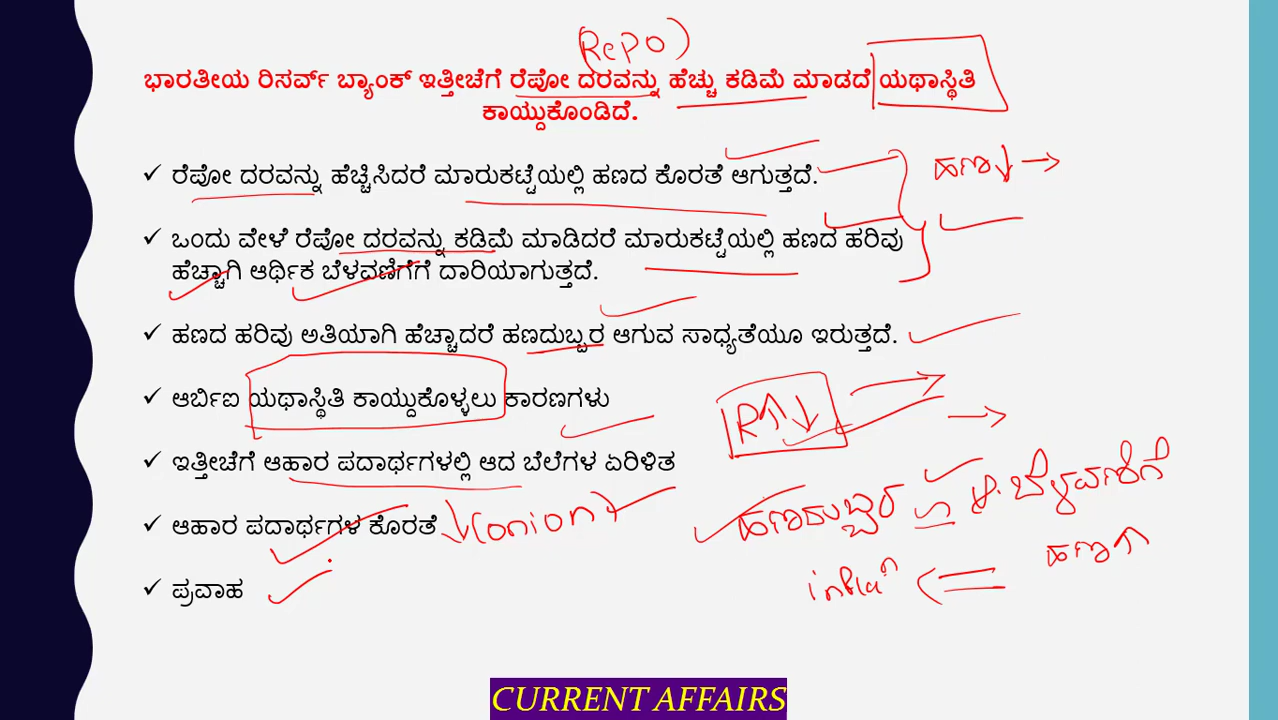 (Repo)
ಭಾರತೀಯ ರಿಸರ್ವ್ ಬ್ಯಾಂಕ್ ಇತ್ತೀಚೆಗೆ ರೆಪೋ ದರವನ್ನು ಹೆಚ್ಚು ಕಡಿಮೆ ಮಾಡದೆ ಯಥಾಸ್ಥಿತಿ
ಕಾಯ್ದುಕೊಂಡಿದೆ.
✓ ರೆಪೋ ದರವನ್ನು ಹೆಚ್ಚಿಸಿದರೆ ಮಾರುಕಟ್ಟೆಯಲ್ಲಿ ಹಣದ ಕೊರತೆ ಆಗುತ್ತದೆ.
ಹಣ↓ →
✓ ಒಂದು ವೇಳೆ ರೆಪೋ ದರವನ್ನು ಕಡಿಮೆ ಮಾಡಿದರೆ ಮಾರುಕಟ್ಟೆಯಲ್ಲಿ ಹಣದ ಹರಿವು
ಹೆಚ್ಚಾಗಿ ಆರ್ಥಿಕ ಬೆಳವಣಿಗೆಗೆ ದಾರಿಯಾಗುತ್ತದೆ.
✓ ಹಣದ ಹರಿವು ಅತಿಯಾಗಿ ಹೆಚ್ಚಾದರೆ ಹಣದುಬ್ಬರ ಆಗುವ ಸಾಧ್ಯತೆಯೂ ಇರುತ್ತದೆ.
✓ ಆರ್ಬಿಐ ಯಥಾಸ್ಥಿತಿ ಕಾಯ್ದುಕೊಳ್ಳಲು ಕಾರಣಗಳು
R↑↓ →
✓ ಇತ್ತೀಚೆಗೆ ಆಹಾರ ಪದಾರ್ಥಗಳಲ್ಲಿ ಆದ ಬೆಲೆಗಳ ಏರಿಳಿತ
✓ ಆಹಾರ ಪದಾರ್ಥಗಳ ಕೊರತೆ ↓(onion)
ಹಣದುಬ್ಬರ ಬೆಳವಣಿಗೆ
ಹಣ↑
✓ ಪ್ರವಾಹ
CURRENT AFFAIRS